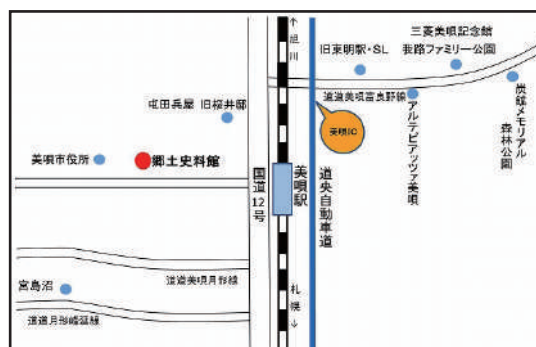 ↑旭川
三菱美唄記念館
我路ファミリー公園
旧東明駅・SL
道道美唄富良野線
炭鉱メモリアル
森林公園
アルテピアッツァ美唄
美唄IC
屯田兵屋 旧桜井邸
美唄市役所
郷土史料館
国道12号
美唄駅
道央自動車道
道道美唄月形線
宮島沼
道道月形峰延線
札幌↓